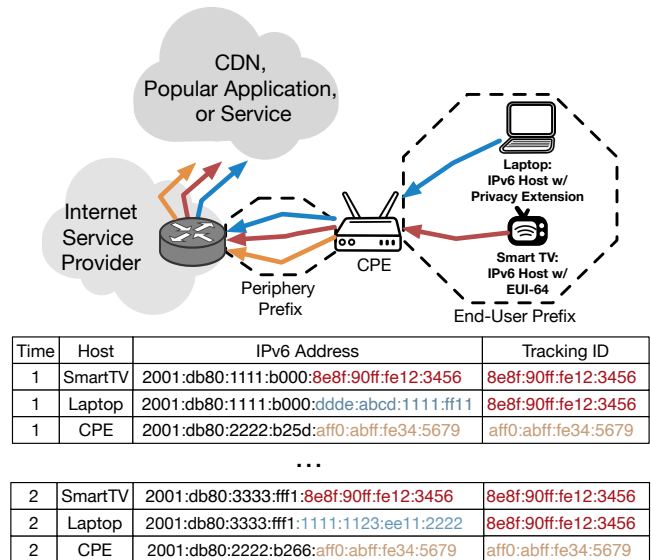 CDN,
Popular Application,
or Service
Internet
Service
Provider
Periphery
Prefix
CPE
Laptop:
IPv6 Host w/
Privacy Extension
Smart TV:
IPv6 Host w/
EUI-64
End-User Prefix
Time Host IPv6 Address Tracking ID
1 SmartTV 2001:db80:1111:b000:8e8f:90ff:fe12:3456 8e8f:90ff:fe12:3456
1 Laptop 2001:db80:1111:b000:ddde:abcd:1111:ff11 8e8f:90ff:fe12:3456
1 CPE 2001:db80:2222:b25d:aff0:abff:fe34:5679 aff0:abff:fe34:5679
...
2 SmartTV 2001:db80:3333:fff1:8e8f:90ff:fe12:3456 8e8f:90ff:fe12:3456
2 Laptop 2001:db80:3333:fff1:1111:1123:ee11:2222 8e8f:90ff:fe12:3456
2 CPE 2001:db80:2222:b266:aff0:abff:fe34:5679 aff0:abff:fe34:5679